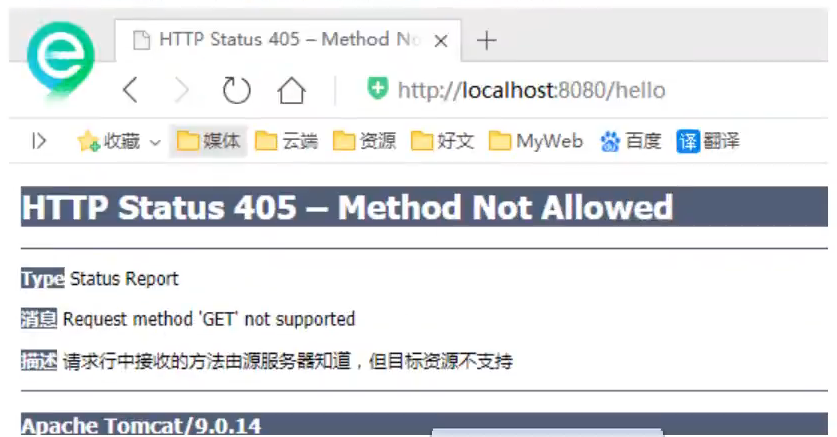 HTTP Status 405 – Method No
http://localhost:8080/hello
收藏 媒体 云端 资源 好文 MyWeb 百度 译 翻译
HTTP Status 405 – Method Not Allowed
Type Status Report
消息 Request method 'GET' not supported
描述 请求行中接收的方法由源服务器知道，但目标资源不支持
Apache Tomcat/9.0.14